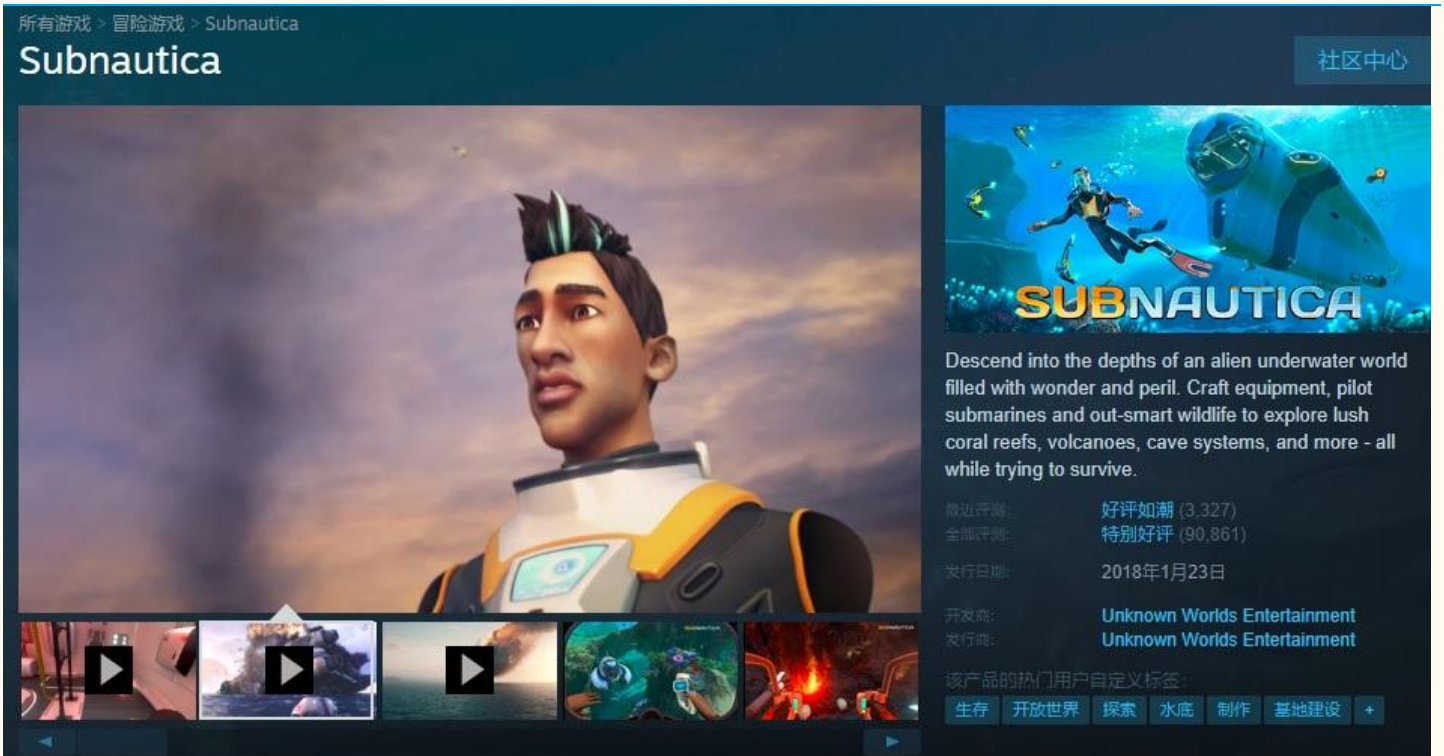 所有游戏 > 冒险游戏 > Subnautica
Subnautica
社区中心
SUBNAUTICA
Descend into the depths of an alien underwater world
filled with wonder and peril. Craft equipment, pilot
submarines and out-smart wildlife to explore lush
coral reefs, volcanoes, cave systems, and more - all
while trying to survive.
最近评测: 好评如潮 (3,327)
全部评测: 特别好评 (90,861)
发行日期: 2018年1月23日
开发商: Unknown Worlds Entertainment
发行商: Unknown Worlds Entertainment
该产品的热门用户自定义标签:
生存 开放世界 探索 水底 制作 基地建设 +
SUBNAUTICA
SUBNAUTICA